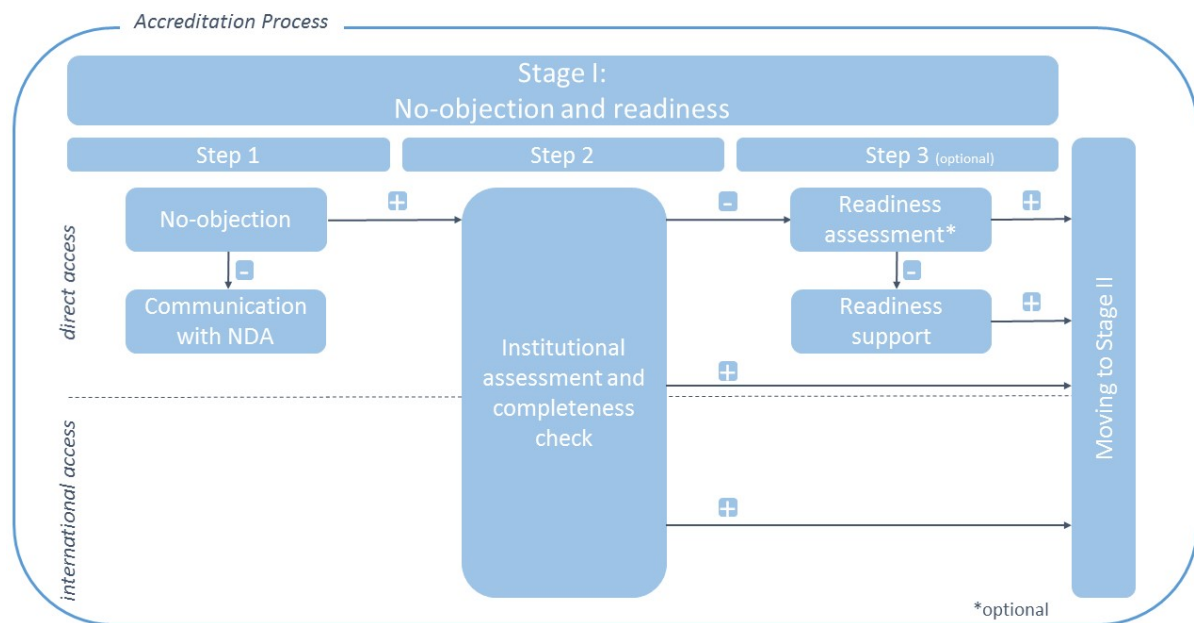 Accreditation Process
Stage I:
No-objection and readiness
Step 1
Step 2
Step 3 (optional)
direct access
No-objection
+
-
Communication
with NDA
Institutional
assessment and
completeness
check
-
Readiness
assessment*
+
-
Readiness
support
+
+
international access
+
Moving to Stage II
*optional